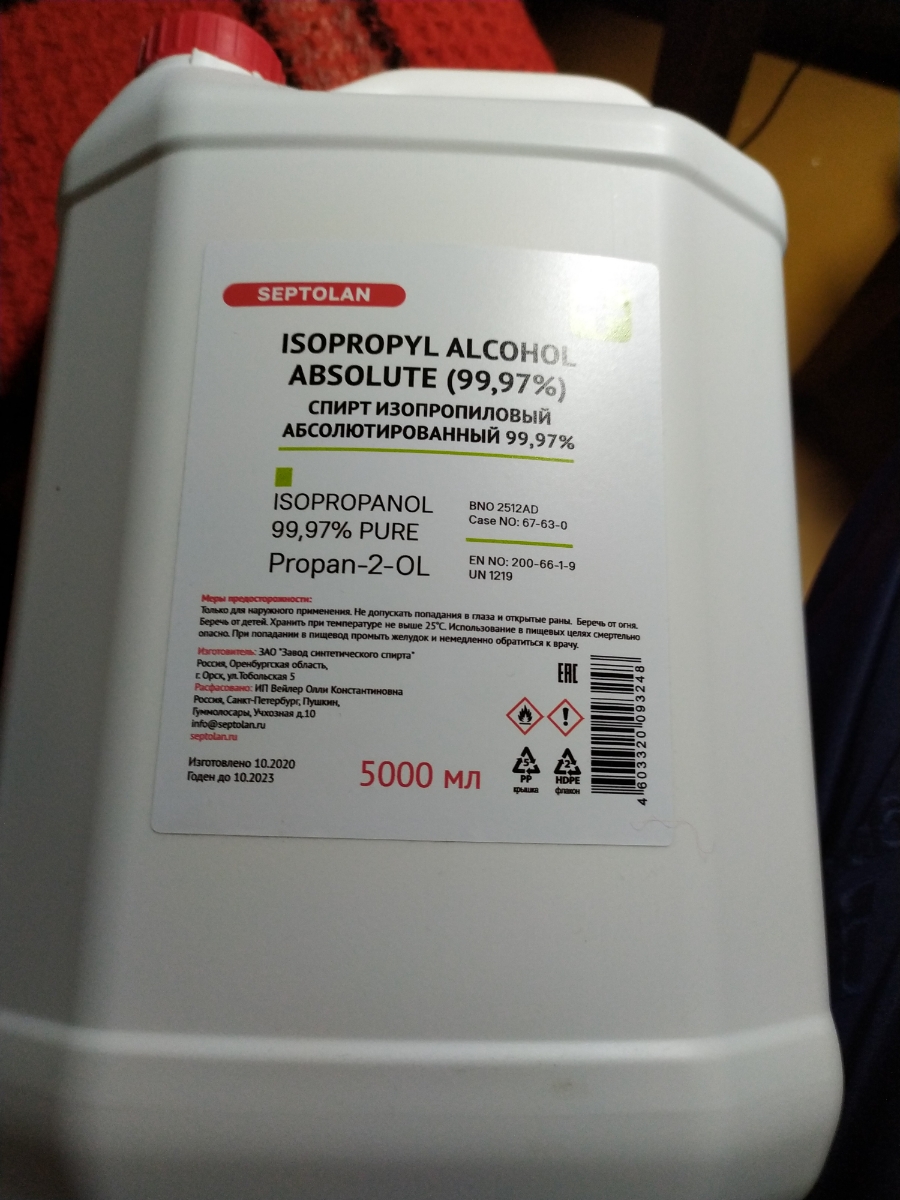 SEPTOLAN
ISOPROPYL ALCOHOL
ABSOLUTE (99,97%)
СПИРТ ИЗОПРОПИЛОВЫЙ
АБСОЛЮТИРОВАННЫЙ 99,97%
ISOPROPANOL
99,97% PURE
Propan-2-OL
BNO 2512AD
Case NO: 67-63-0
EN NO: 200-66-1-9
UN 1219
Меры предосторожности:
Только для наружного применения. Не допускать попадания в глаза и открытые раны. Беречь от огня.
Беречь от детей. Хранить при температуре не выше 25°С. Использование в пищевых целях смертельно
опасно. При попадании в пищевод промыть желудок и немедленно обратиться к врачу.
Изготовитель: ЗАО "Завод синтетического спирта"
Россия, Оренбургская область,
г. Орск, ул.Тобольская 5
Расфасовано: ИП Вейлер Олли Константиновна
Россия, Санкт-Петербург, Пушкин,
Гуммолосары, Учхозная д.10
info@septolan.ru
septolan.ru
Изготовлено 10.2020
Годен до 10.2023
5000 мл
EAC
5
PP
крышка
2
HDPE
флакон
4 603320 093248